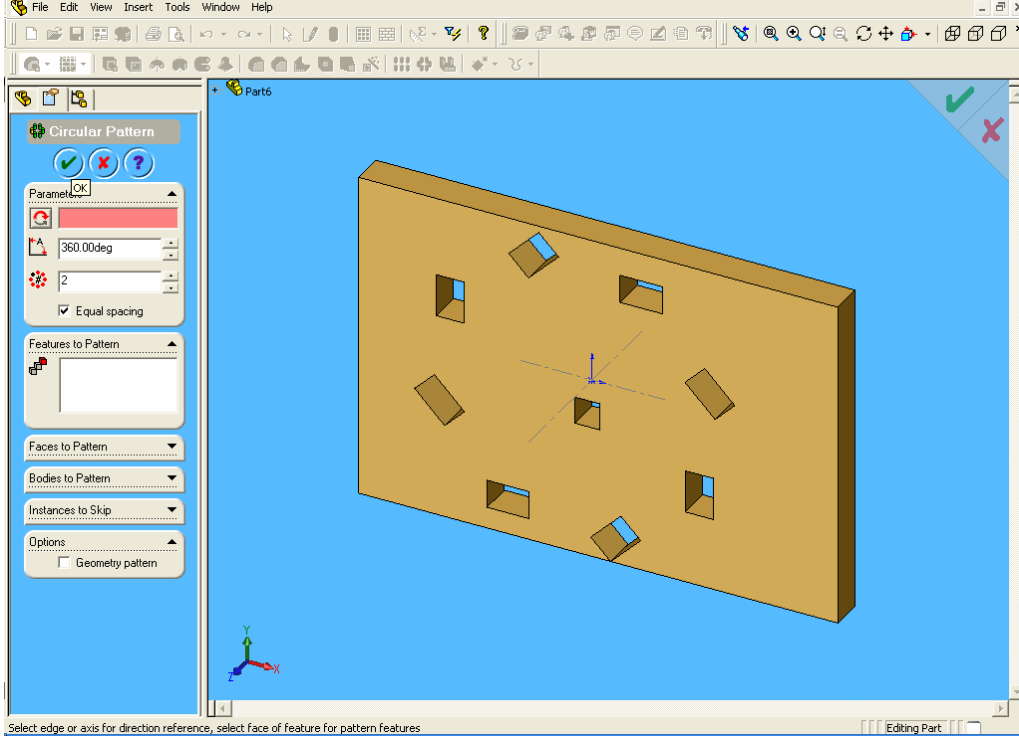 File Edit View Insert Tools Window Help
Part6
Circular Pattern
OK
Parameters
360.00deg
2
Equal spacing
Features to Pattern
Faces to Pattern
Bodies to Pattern
Instances to Skip
Options
Geometry pattern
Y
X
Z
Select edge or axis for direction reference, select face of feature for pattern features
Editing Part